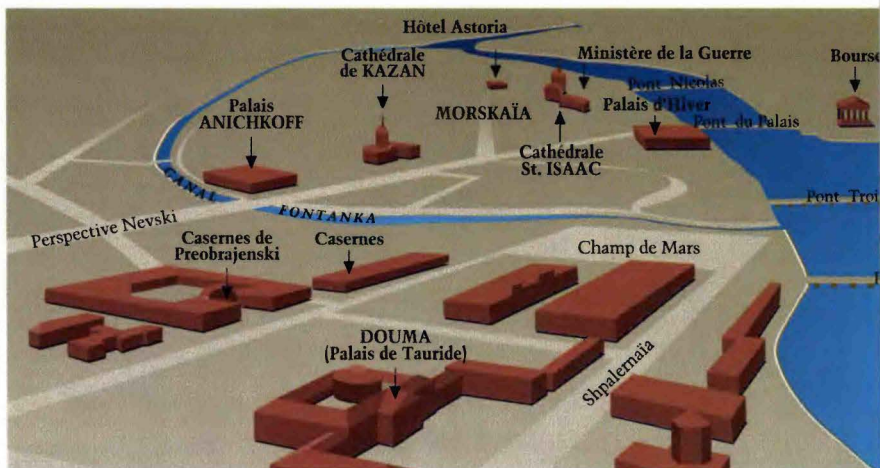 Hôtel Astoria
Cathédrale
de KAZAN
Ministère de la Guerre
Bourse
Pont Nicolas
Palais
ANICHKOFF
MORSKAÏA
Palais d'Hiver
Pont du Palais
Cathédrale
St. ISAAC
CANAL FONTANKA
Pont Troi
Perspective Nevski
Casernes de
Preobrajenski
Casernes
Champ de Mars
DOUMA
(Palais de Tauride)
Shpalernaïa